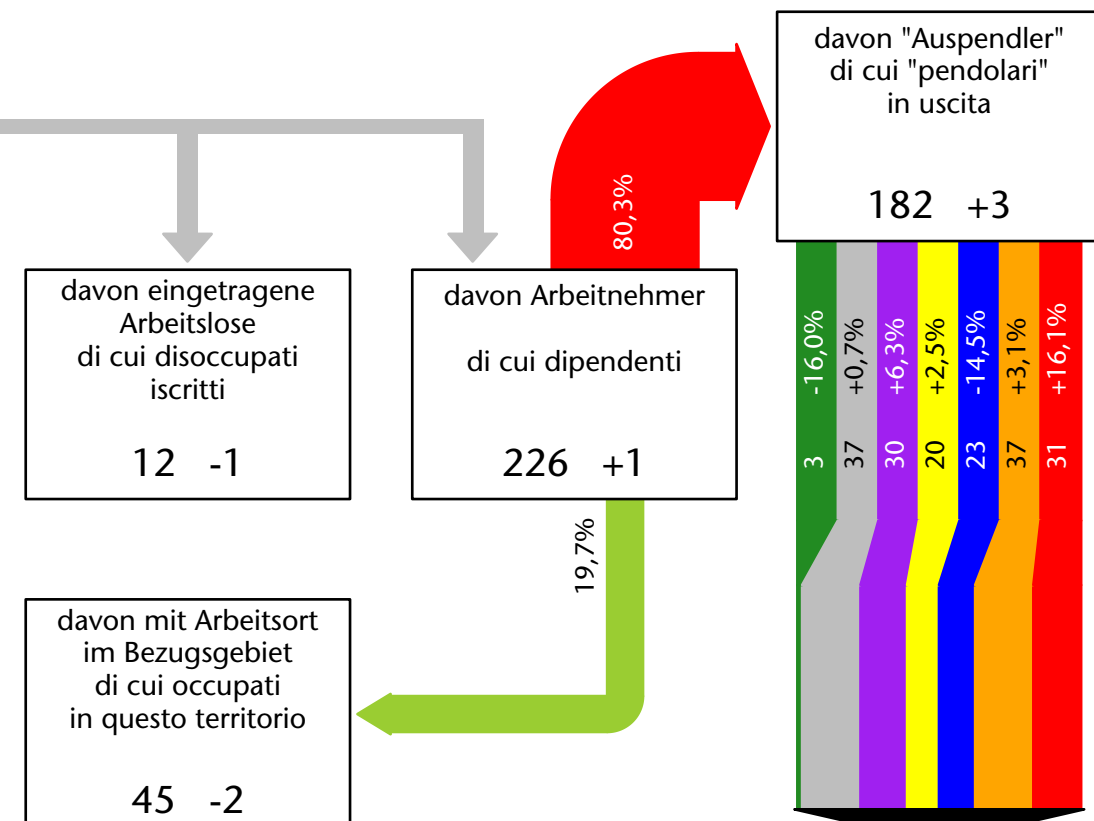 davon "Auspendler"
di cui "pendolari"
in uscita
182 +3
80,3%
davon eingetragene
Arbeitslose
di cui disoccupati
iscritti
12 -1
davon Arbeitnehmer
di cui dipendenti
226 +1
3 -16,0%
37 +0,7%
30 +6,3%
20 +2,5%
23 -14,5%
37 +3,1%
31 +16,1%
19,7%
davon mit Arbeitsort
im Bezugsgebiet
di cui occupati
in questo territorio
45 -2